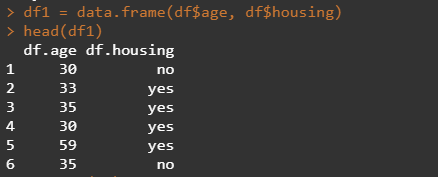 > df1 = data.frame(df$age, df$housing)
> head(df1)
df.age df.housing
1 30 no
2 33 yes
3 35 yes
4 30 yes
5 59 yes
6 35 no